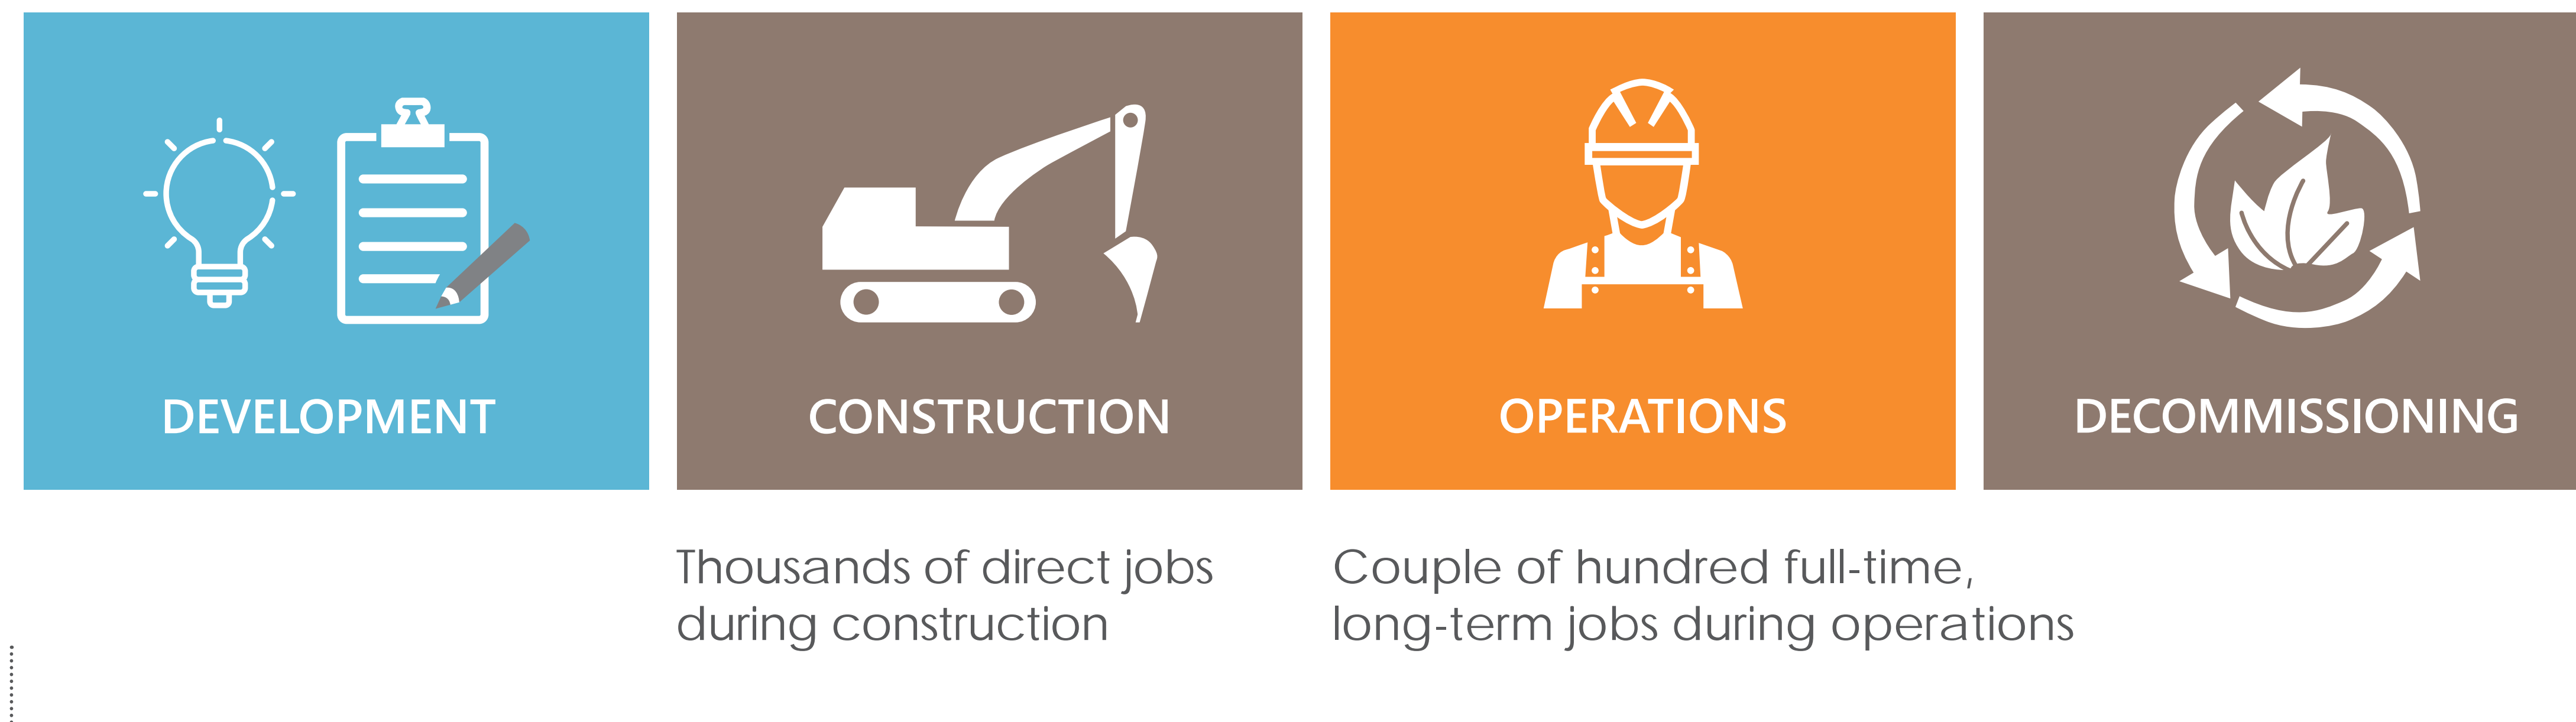 DEVELOPMENT
CONSTRUCTION
OPERATIONS
DECOMMISSIONING
Thousands of direct jobs
during construction
Couple of hundred full-time,
long-term jobs during operations